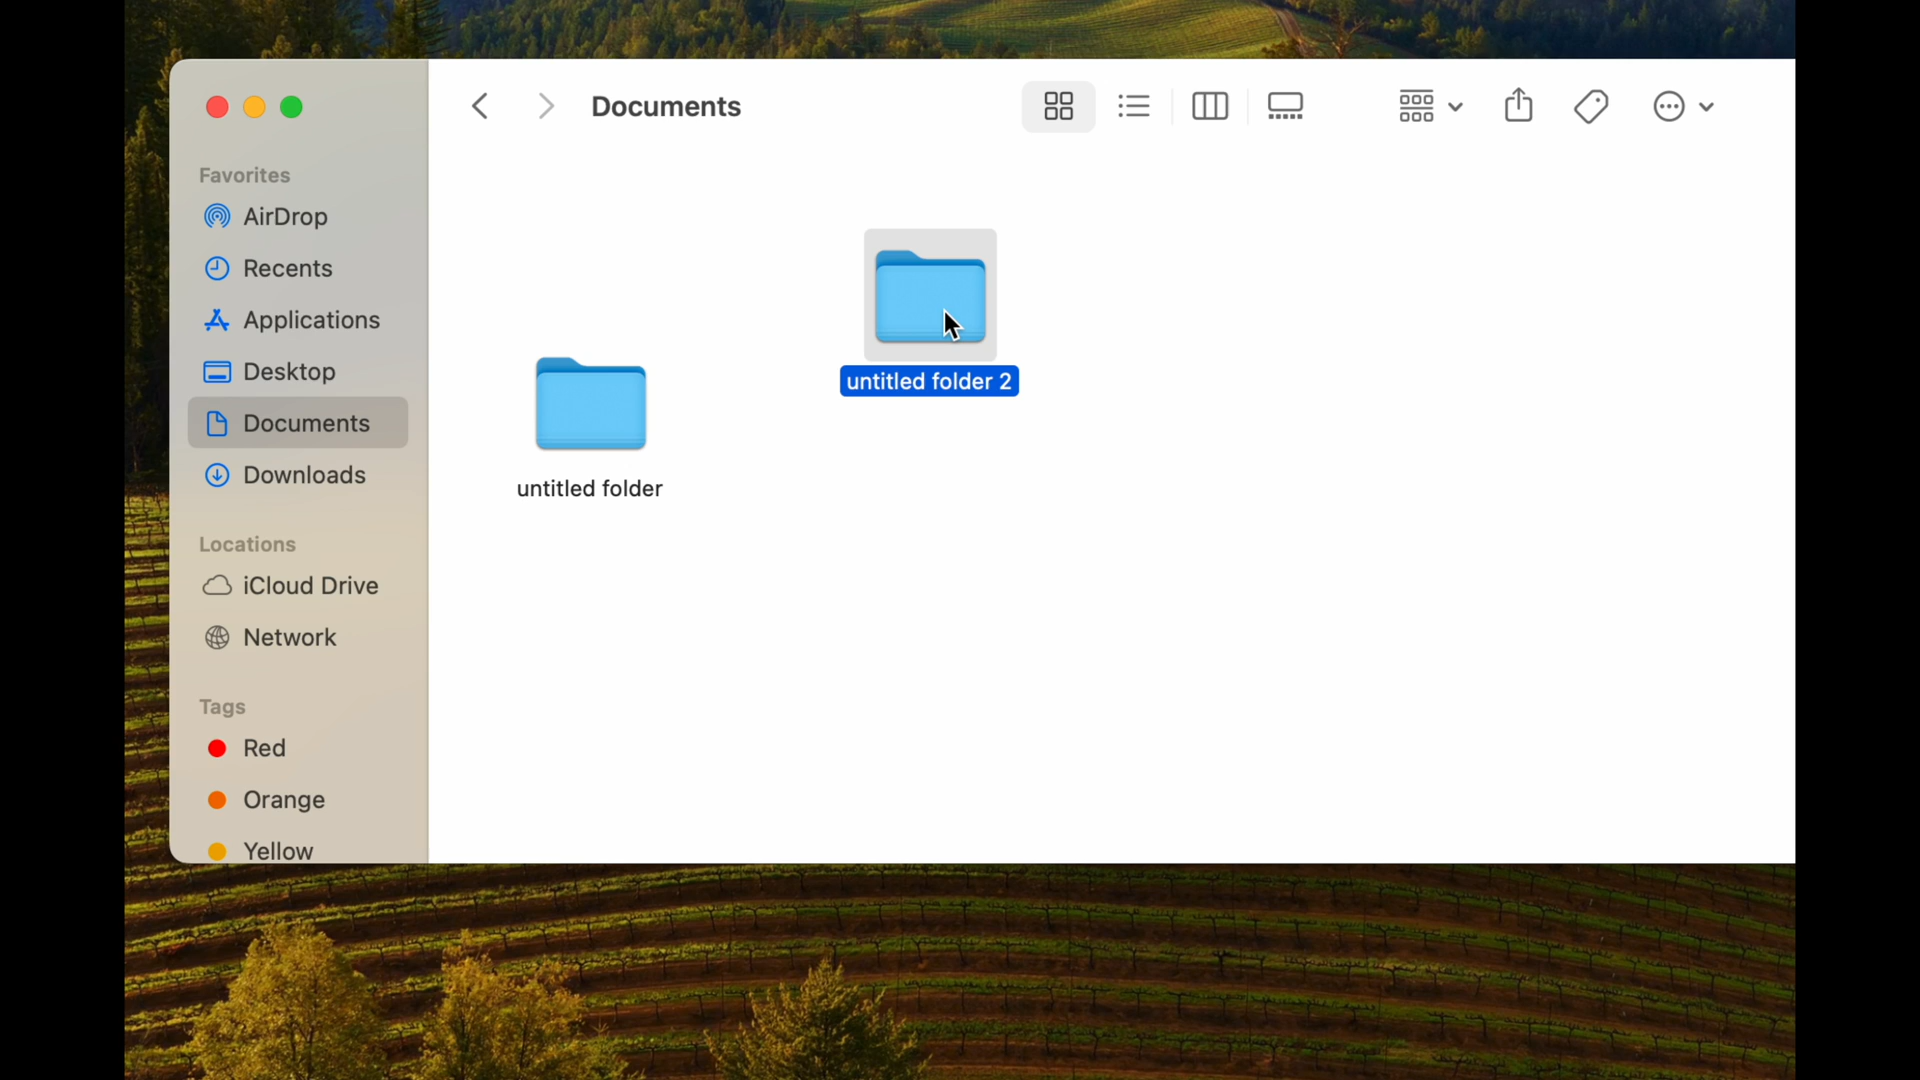 Documents
Favorites
AirDrop
Recents
Applications
Desktop
Documents
Downloads
Locations
iCloud Drive
Network
Tags
Red
Orange
Yellow
untitled folder 2
untitled folder